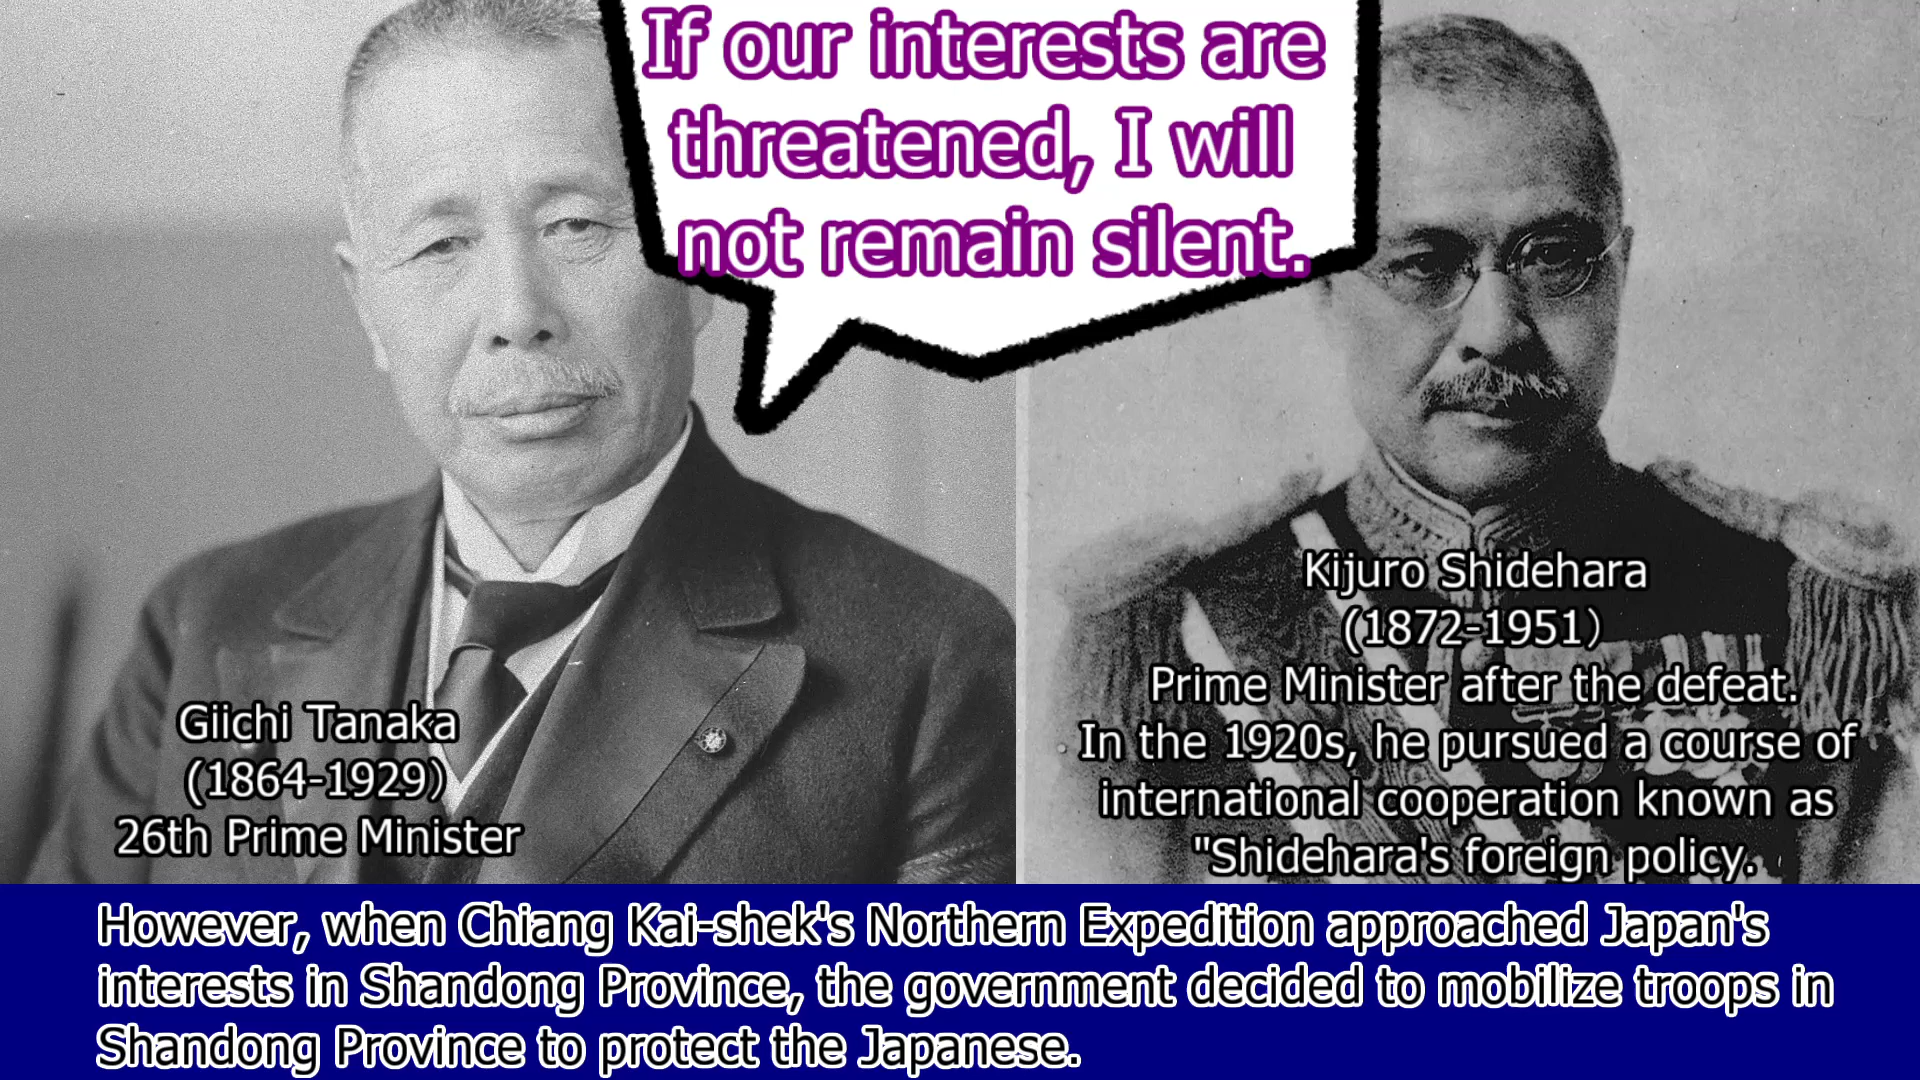 If our interests are
threatened, I will
not remain silent.
Giichi Tanaka
(1864-1929)
26th Prime Minister
Kijuro Shidehara
(1872-1951)
Prime Minister after the defeat.
In the 1920s, he pursued a course of
international cooperation known as
"Shidehara's foreign policy.
However, when Chiang Kai-shek's Northern Expedition approached Japan's
interests in Shandong Province, the government decided to mobilize troops in
Shandong Province to protect the Japanese.